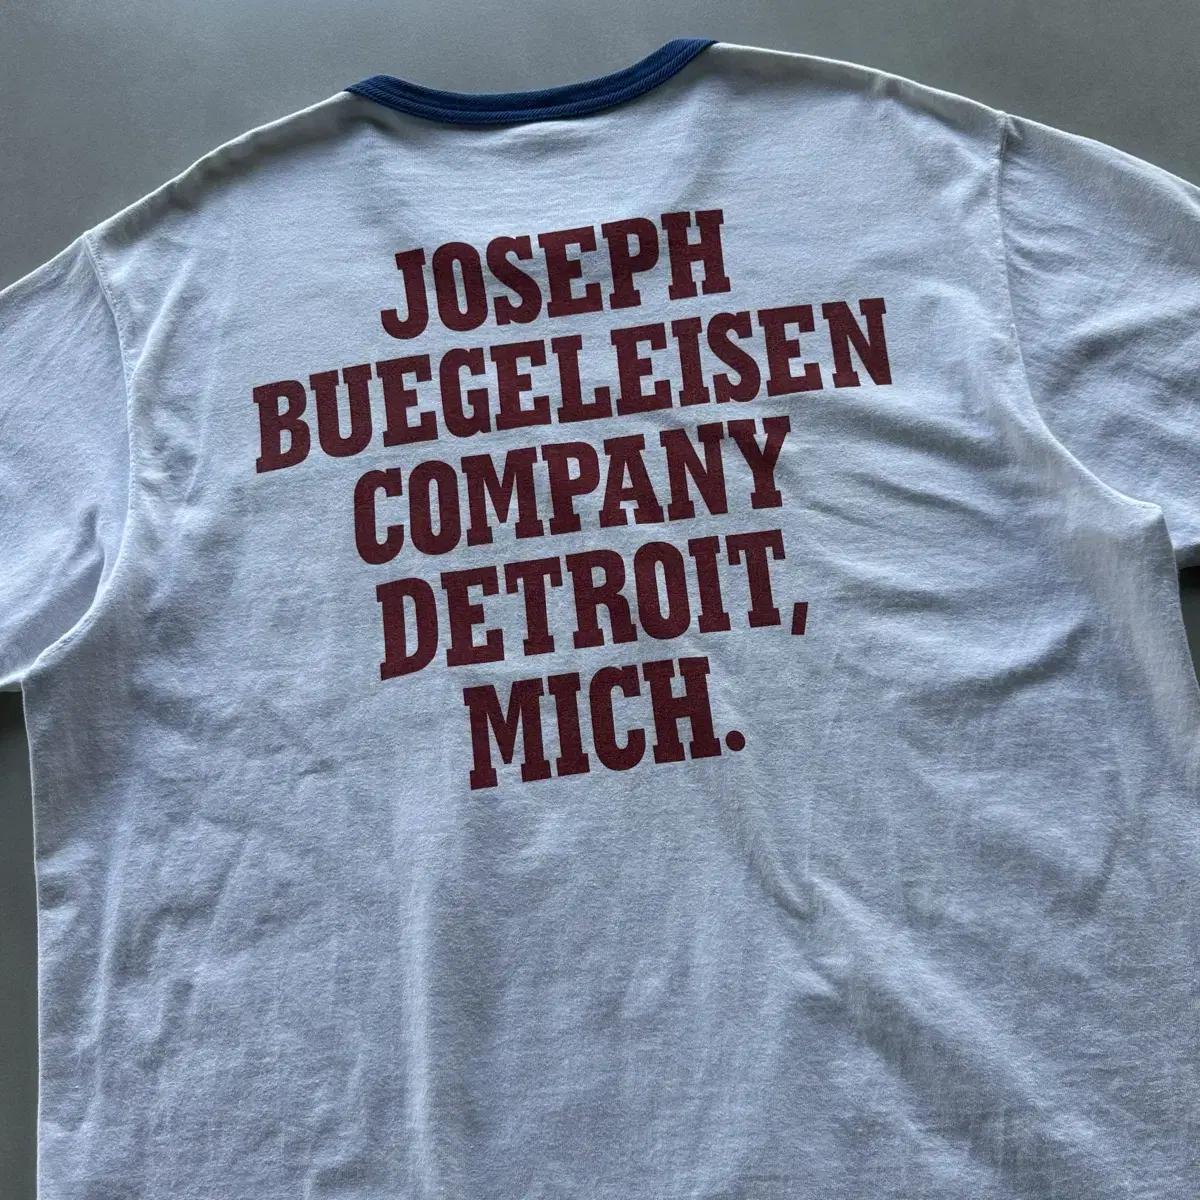 JOSEPH
BUEGELEISEN
COMPANY
DETROIT,
MICH.